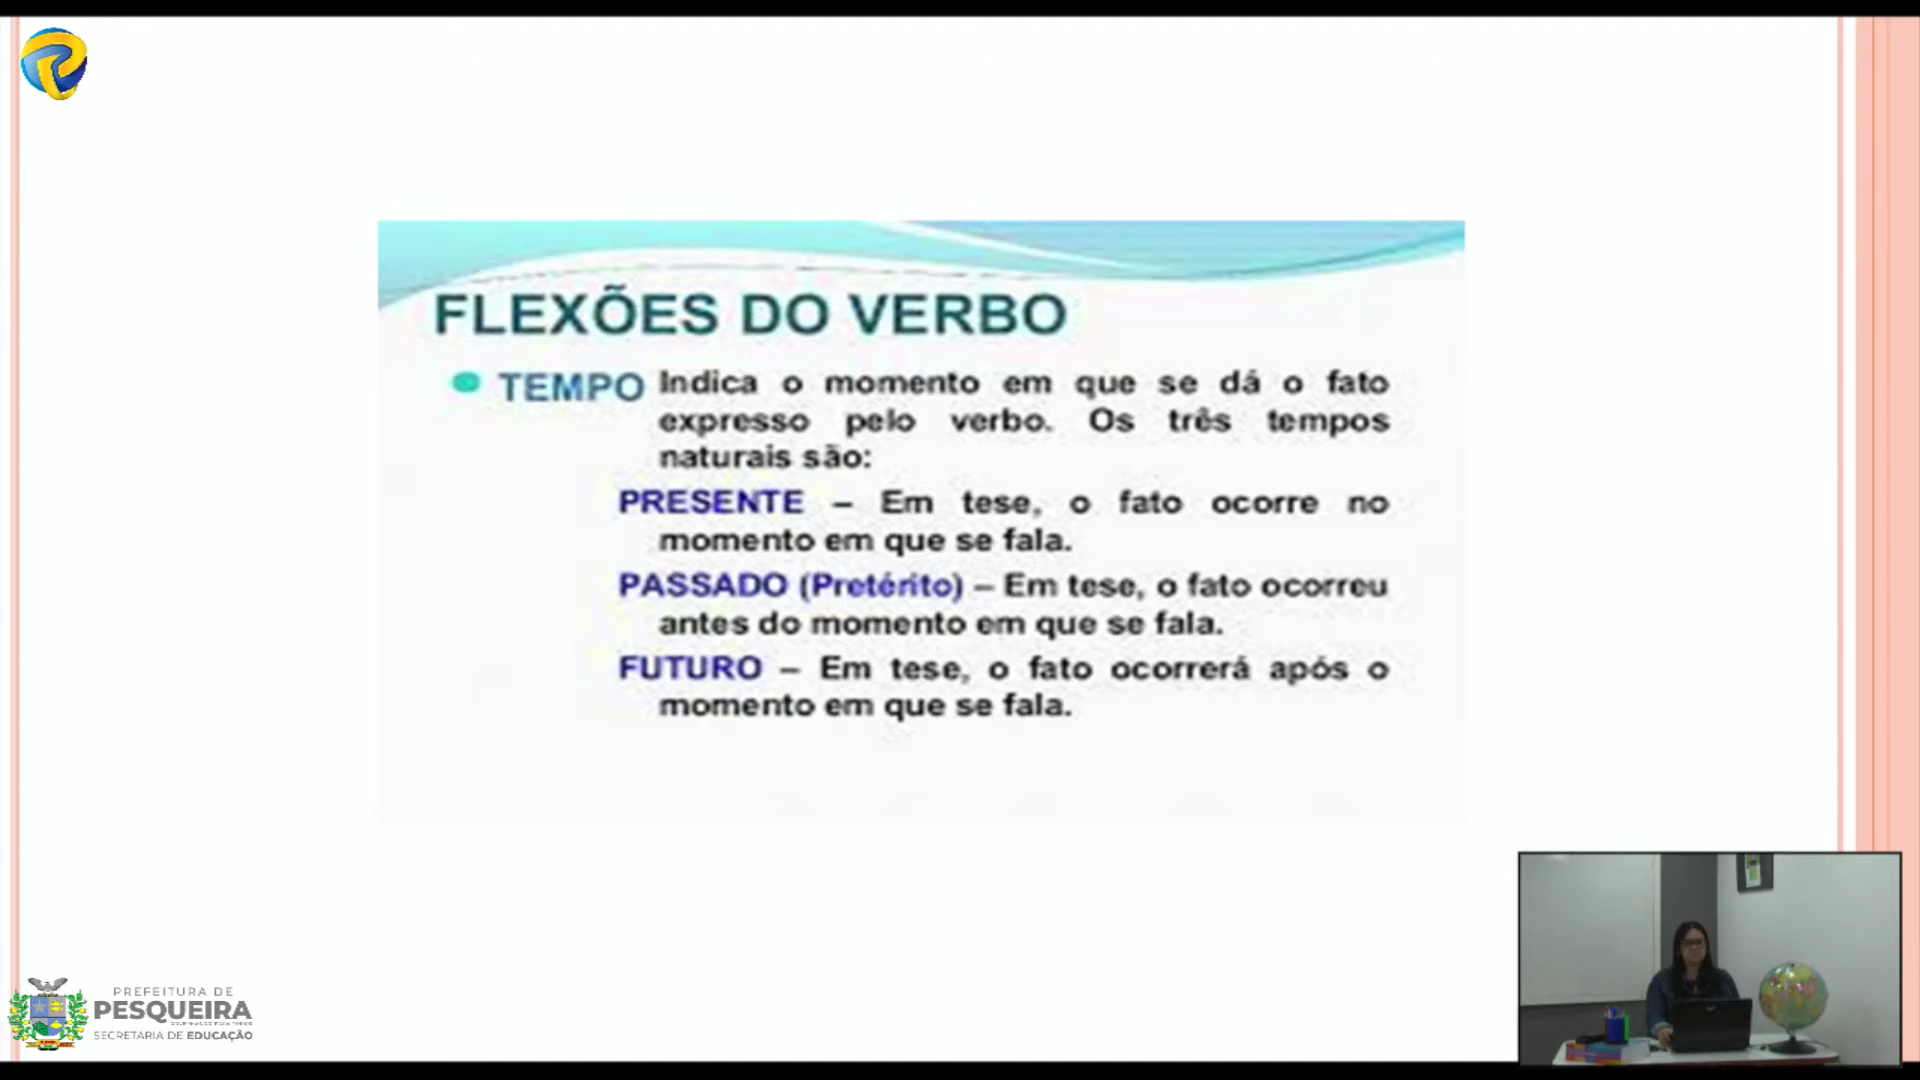 FLEXÕES DO VERBO
TEMPO Indica o momento em que se dá o fato
expresso pelo verbo. Os três tempos
naturais são:
PRESENTE – Em tese, o fato ocorre no
momento em que se fala.
PASSADO (Pretérito) – Em tese, o fato ocorreu
antes do momento em que se fala.
FUTURO – Em tese, o fato ocorrerá após o
momento em que se fala.
PREFEITURA DE
PESQUEIRA
SECRETARIA DE EDUCAÇÃO